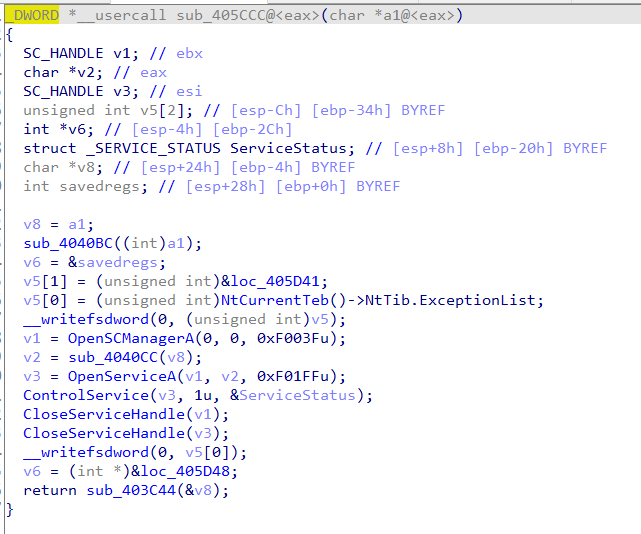 _DWORD *__usercall sub_405CCC@<eax>(char *a1@<eax>)
{
  SC_HANDLE v1; // ebx
  char *v2; // eax
  SC_HANDLE v3; // esi
  unsigned int v5[2]; // [esp-Ch] [ebp-34h] BYREF
  int *v6; // [esp-4h] [ebp-2Ch]
  struct _SERVICE_STATUS ServiceStatus; // [esp+8h] [ebp-20h] BYREF
  char *v8; // [esp+24h] [ebp-4h] BYREF
  int savedregs; // [esp+28h] [ebp+0h] BYREF

  v8 = a1;
  sub_4040BC((int)a1);
  v6 = &savedregs;
  v5[1] = (unsigned int)&loc_405D41;
  v5[0] = (unsigned int)NtCurrentTeb()->NtTib.ExceptionList;
  __writefsdword(0, (unsigned int)v5);
  v1 = OpenSCManagerA(0, 0, 0xF003Fu);
  v2 = sub_4040CC(v8);
  v3 = OpenServiceA(v1, v2, 0xF01FFu);
  ControlService(v3, 1u, &ServiceStatus);
  CloseServiceHandle(v1);
  CloseServiceHandle(v3);
  __writefsdword(0, v5[0]);
  v6 = (int *)&loc_405D48;
  return sub_403C44(&v8);
}